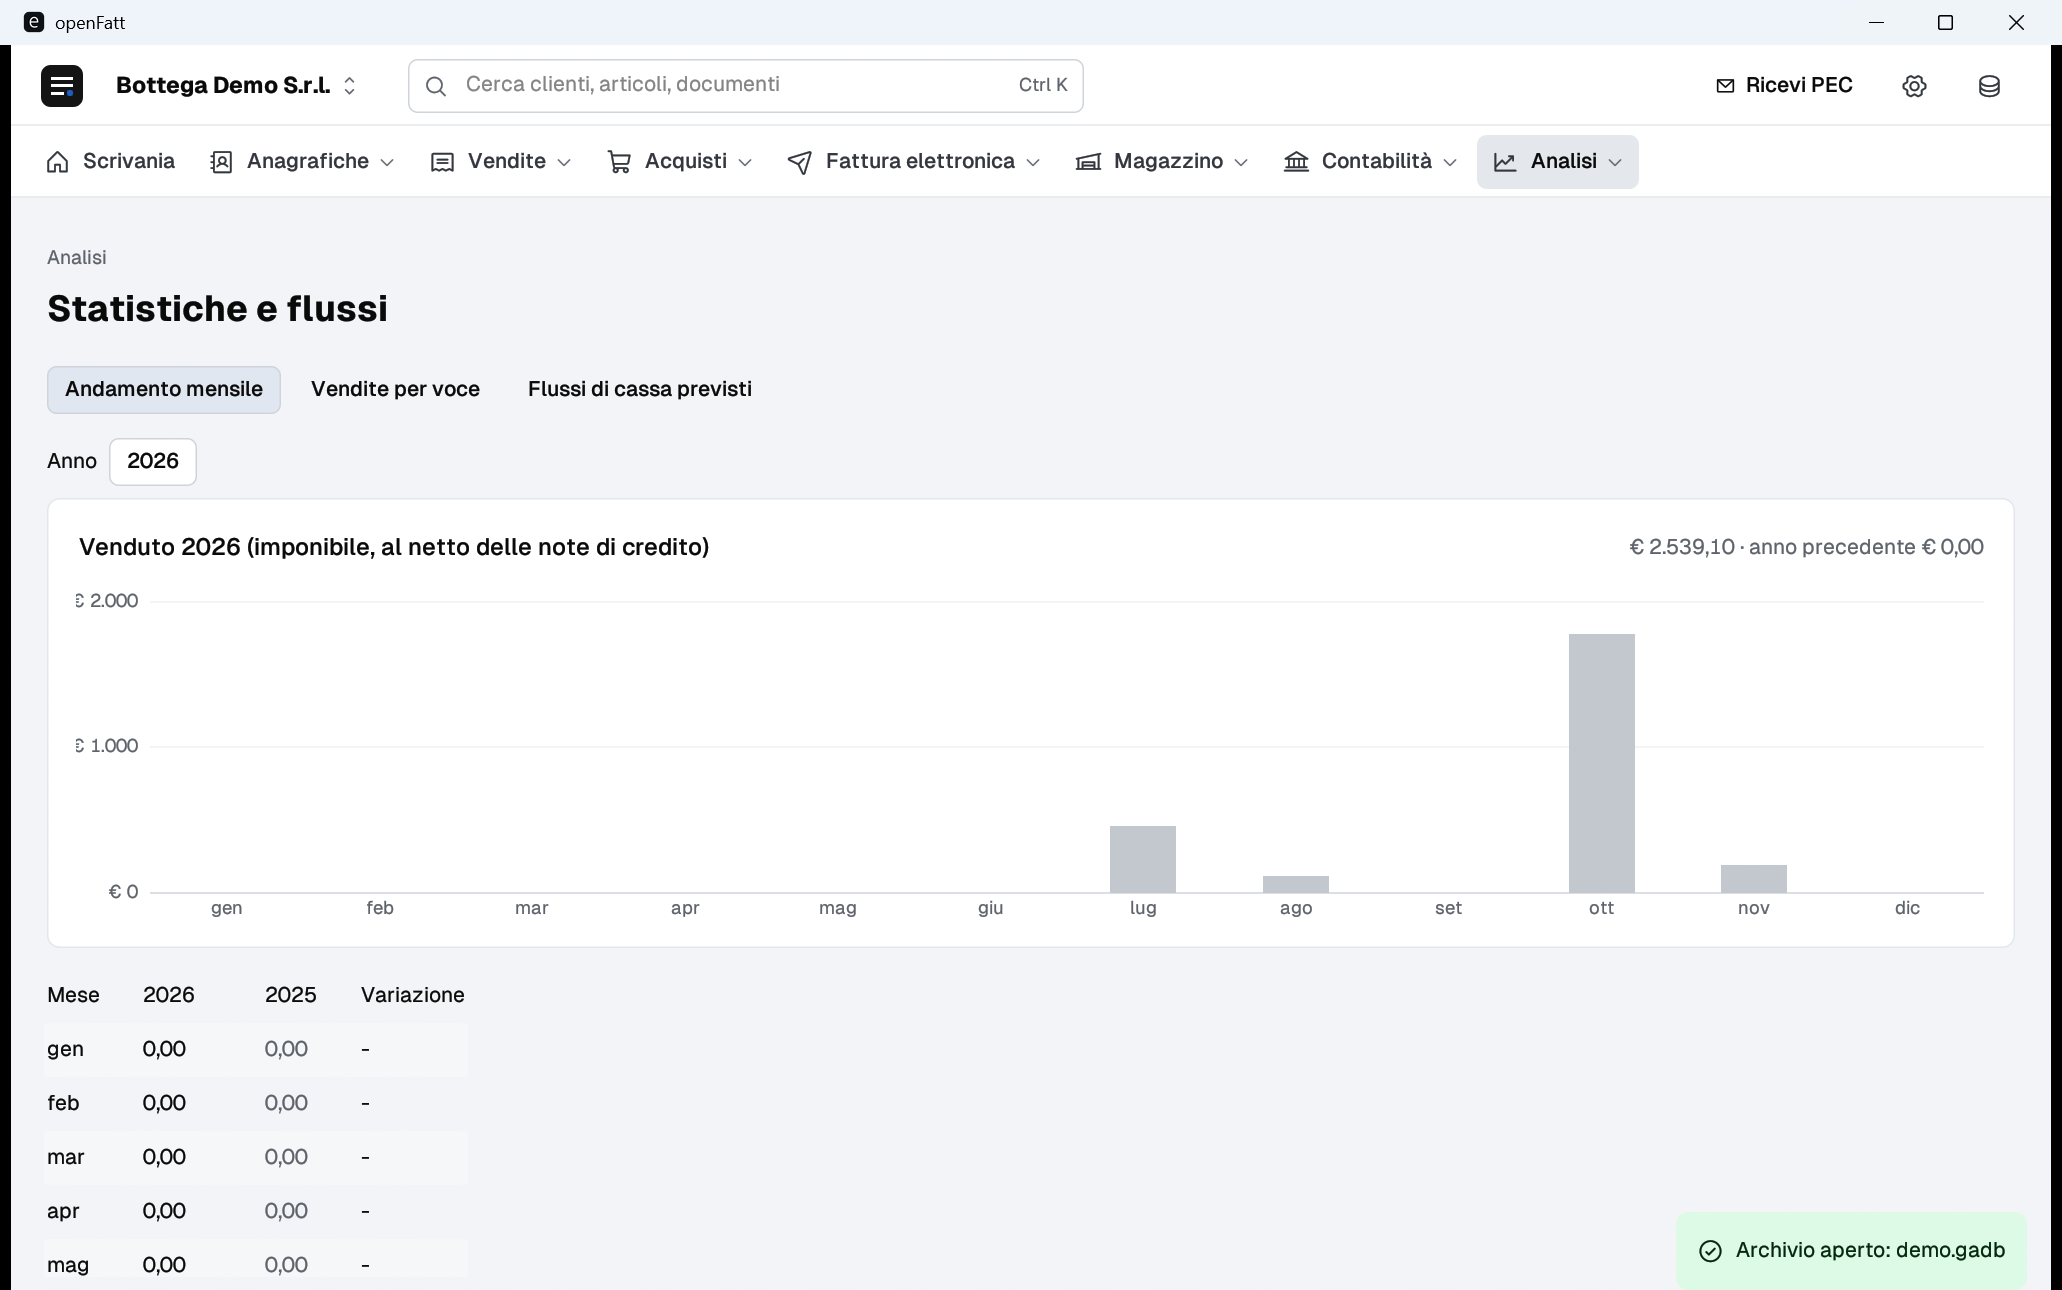 openFatt
Bottega Demo S.r.l.
Cerca clienti, articoli, documenti
Ctrl K
Ricevi PEC
Scrivania
Anagrafiche
Vendite
Acquisti
Fattura elettronica
Magazzino
Contabilità
Analisi
Analisi
Statistiche e flussi
Andamento mensile
Vendite per voce
Flussi di cassa previsti
Anno
2026
Venduto 2026 (imponibile, al netto delle note di credito)
€ 2.539,10 · anno precedente € 0,00
€ 2.000
€ 1.000
€ 0
gen feb mar apr mag giu lug ago set ott nov dic
Mese 2026 2025 Variazione
gen 0,00 0,00 -
feb 0,00 0,00 -
mar 0,00 0,00 -
apr 0,00 0,00 -
mag 0,00 0,00 -
Archivio aperto: demo.gadb